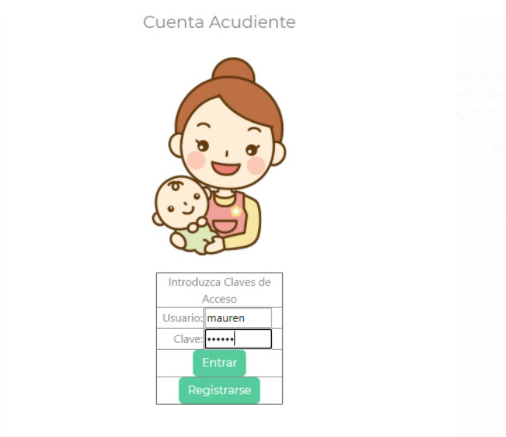 Cuenta Acudiente
Introduzca Claves de
Acceso
Usuario: mauren
Clave: ••••••
Entrar
Registrarse